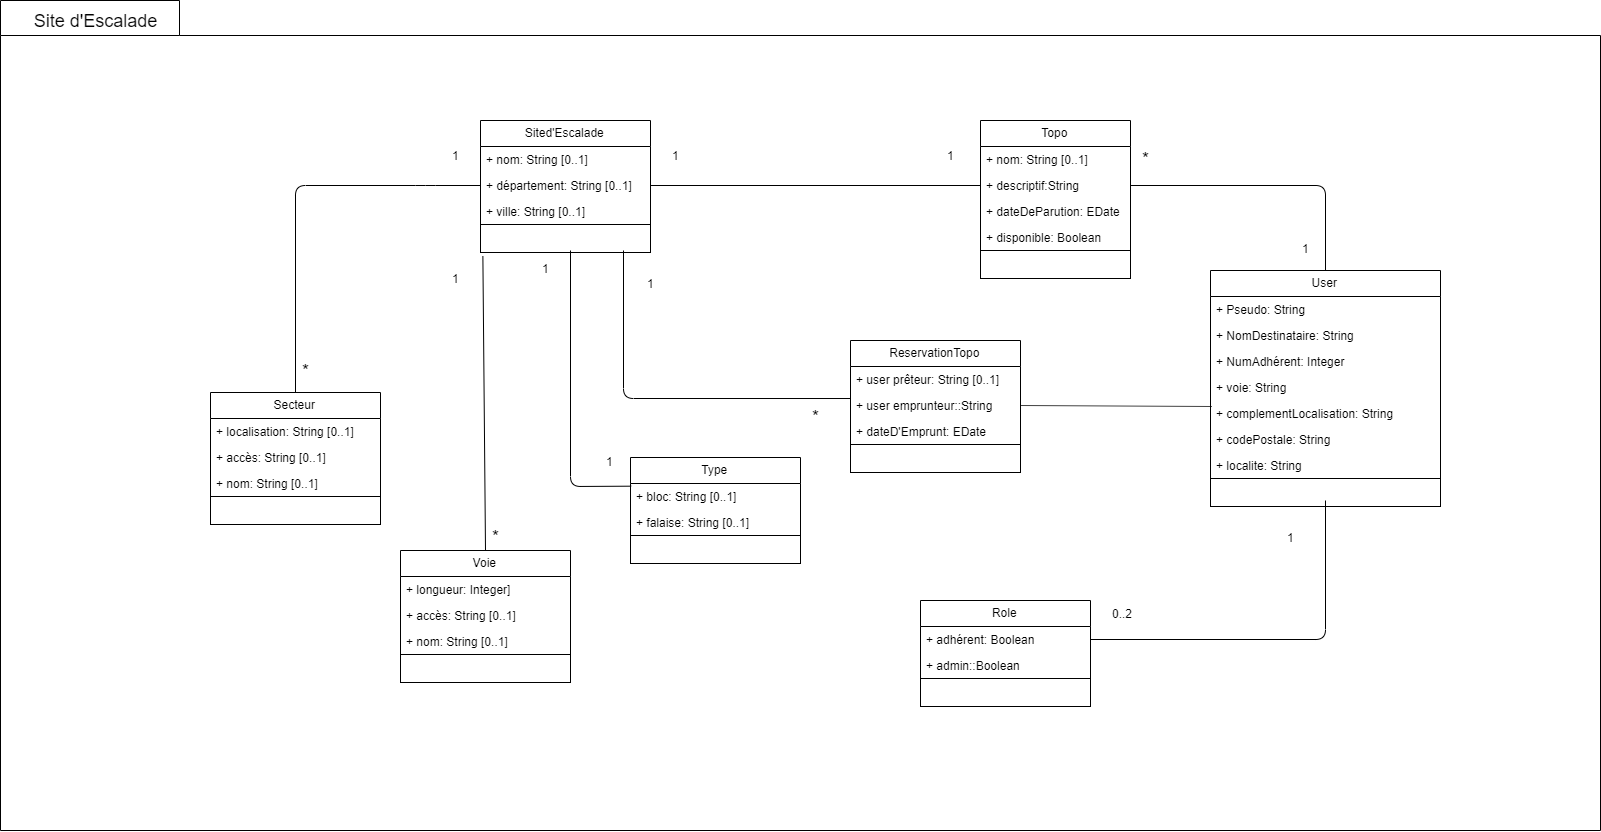 Site d'Escalade
Sited'Escalade
+ nom: String [0..1]
+ département: String [0..1]
+ ville: String [0..1]
1
1
1
1
1
Topo
+ nom: String [0..1]
+ descriptif:String
+ dateDeParution: EDate
+ disponible: Boolean
1
*
1
User
+ Pseudo: String
+ NomDestinataire: String
+ NumAdhérent: Integer
+ voie: String
+ complementLocalisation: String
+ codePostale: String
+ localite: String
1
ReservationTopo
+ user prêteur: String [0..1]
+ user emprunteur::String
+ dateD'Emprunt: EDate
*
*
Secteur
+ localisation: String [0..1]
+ accès: String [0..1]
+ nom: String [0..1]
1
Type
+ bloc: String [0..1]
+ falaise: String [0..1]
*
Voie
+ longueur: Integer]
+ accès: String [0..1]
+ nom: String [0..1]
Role
+ adhérent: Boolean
+ admin::Boolean
0..2